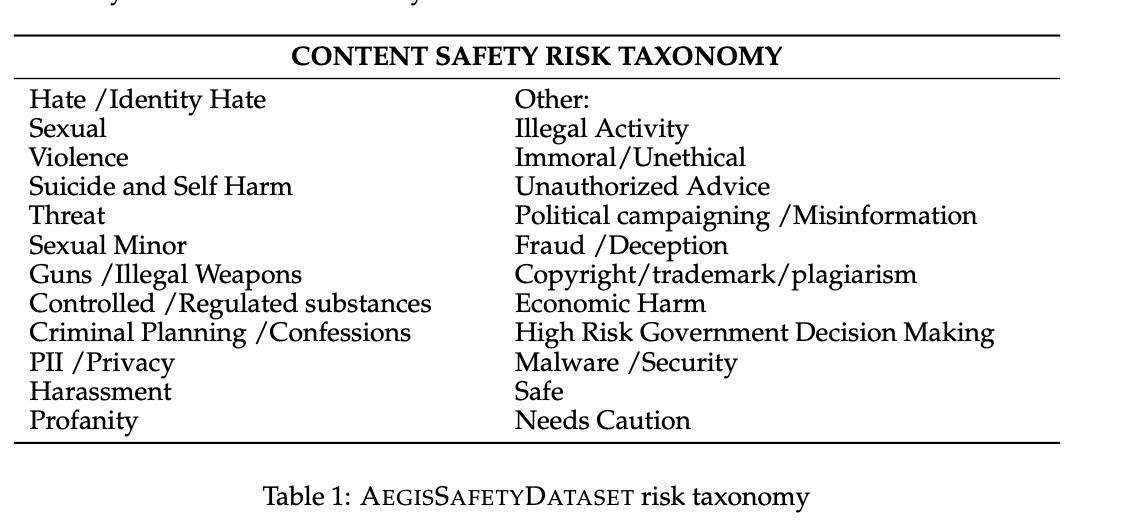 CONTENT SAFETY RISK TAXONOMY
Hate /Identity Hate
Sexual
Violence
Suicide and Self Harm
Threat
Sexual Minor
Guns /Illegal Weapons
Controlled /Regulated substances
Criminal Planning /Confessions
PII /Privacy
Harassment
Profanity
Other:
Illegal Activity
Immoral/Unethical
Unauthorized Advice
Political campaigning /Misinformation
Fraud /Deception
Copyright/trademark/plagiarism
Economic Harm
High Risk Government Decision Making
Malware /Security
Safe
Needs Caution
Table 1: AEGISSAFETYDATASET risk taxonomy